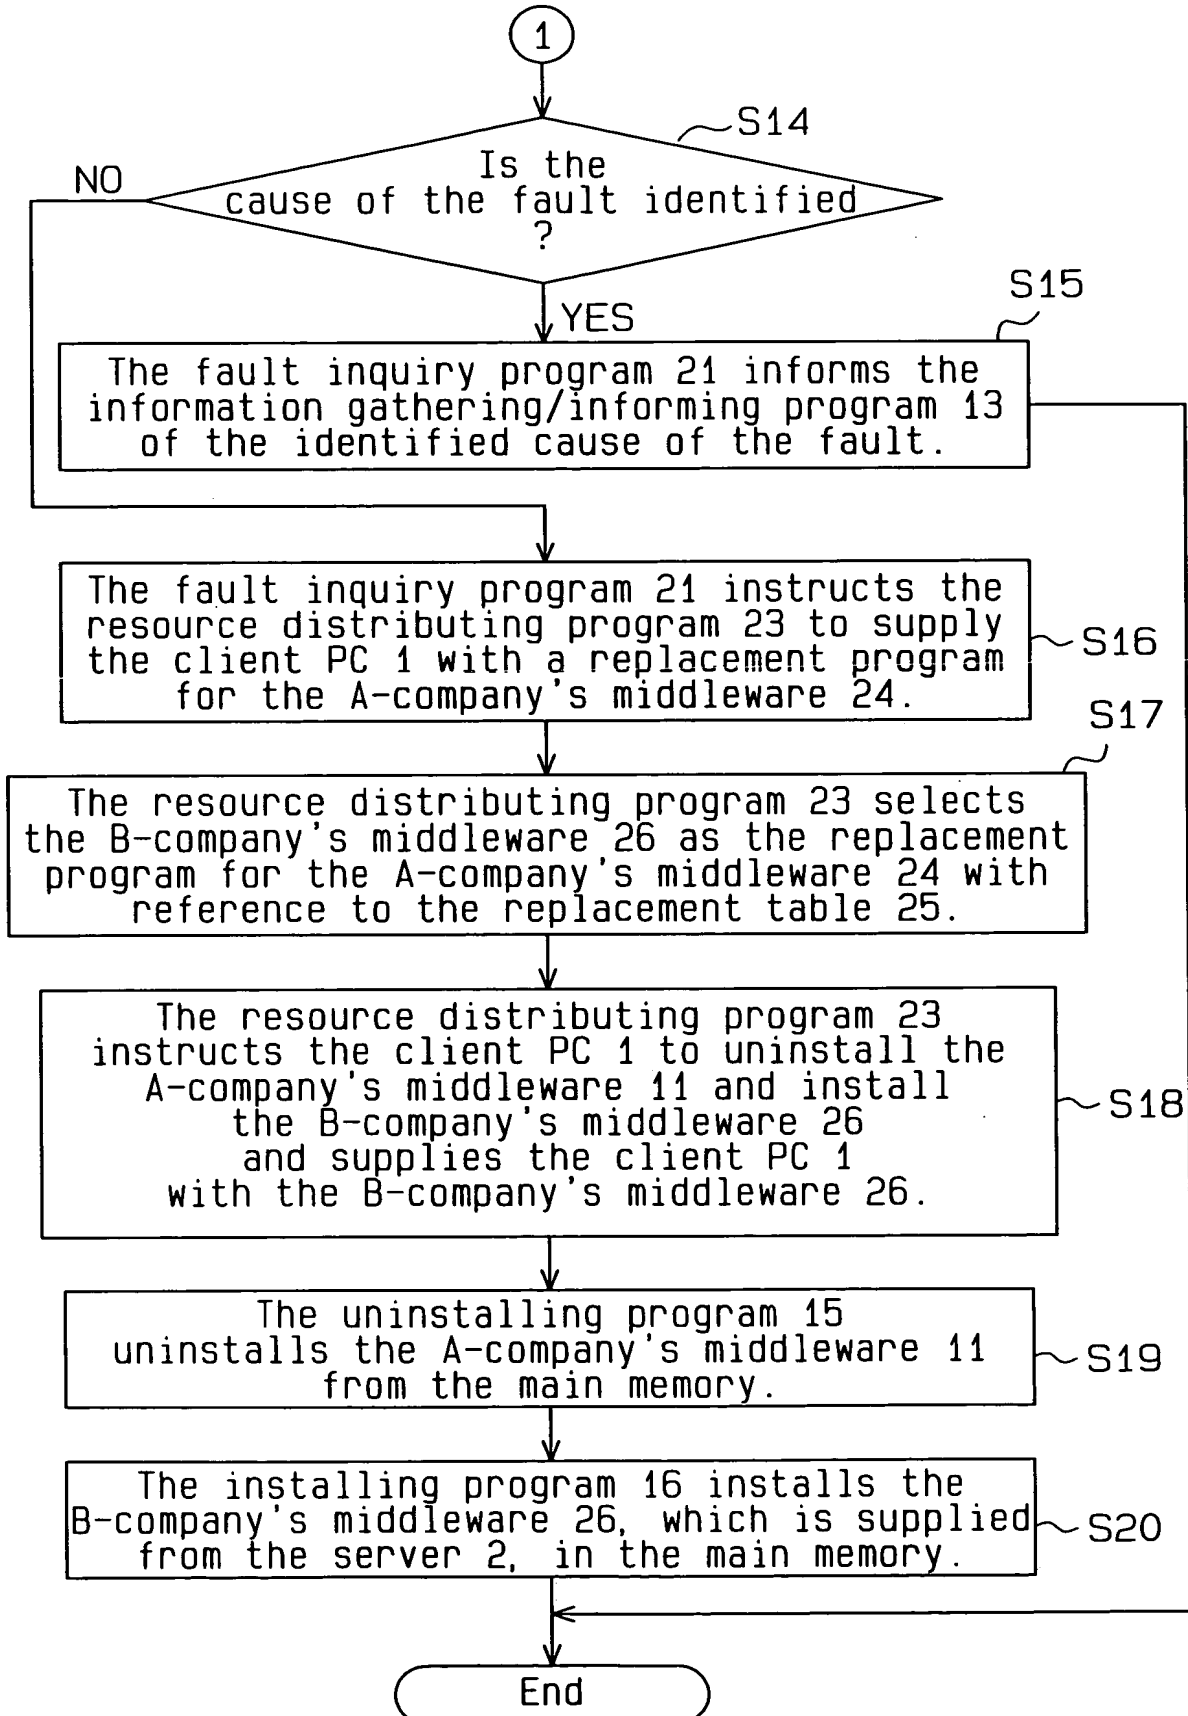 1
S14
Is the
cause of the fault identified
?
NO
YES
S15
The fault inquiry program 21 informs the
information gathering/informing program 13
of the identified cause of the fault.
The fault inquiry program 21 instructs the
resource distributing program 23 to supply
the client PC 1 with a replacement program
for the A-company's middleware 24.
S16
S17
The resource distributing program 23 selects
the B-company's middleware 26 as the replacement
program for the A-company's middleware 24 with
reference to the replacement table 25.
The resource distributing program 23
instructs the client PC 1 to uninstall the
A-company's middleware 11 and install
the B-company's middleware 26
and supplies the client PC 1
with the B-company's middleware 26.
S18
The uninstalling program 15
uninstalls the A-company's middleware 11
from the main memory.
S19
The installing program 16 installs the
B-company's middleware 26, which is supplied
from the server 2, in the main memory.
S20
End